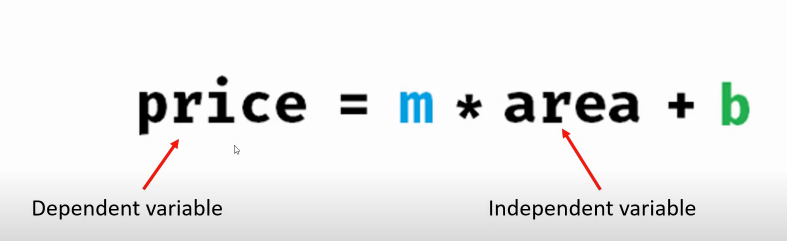 price = m * area + b
Dependent variable
Independent variable